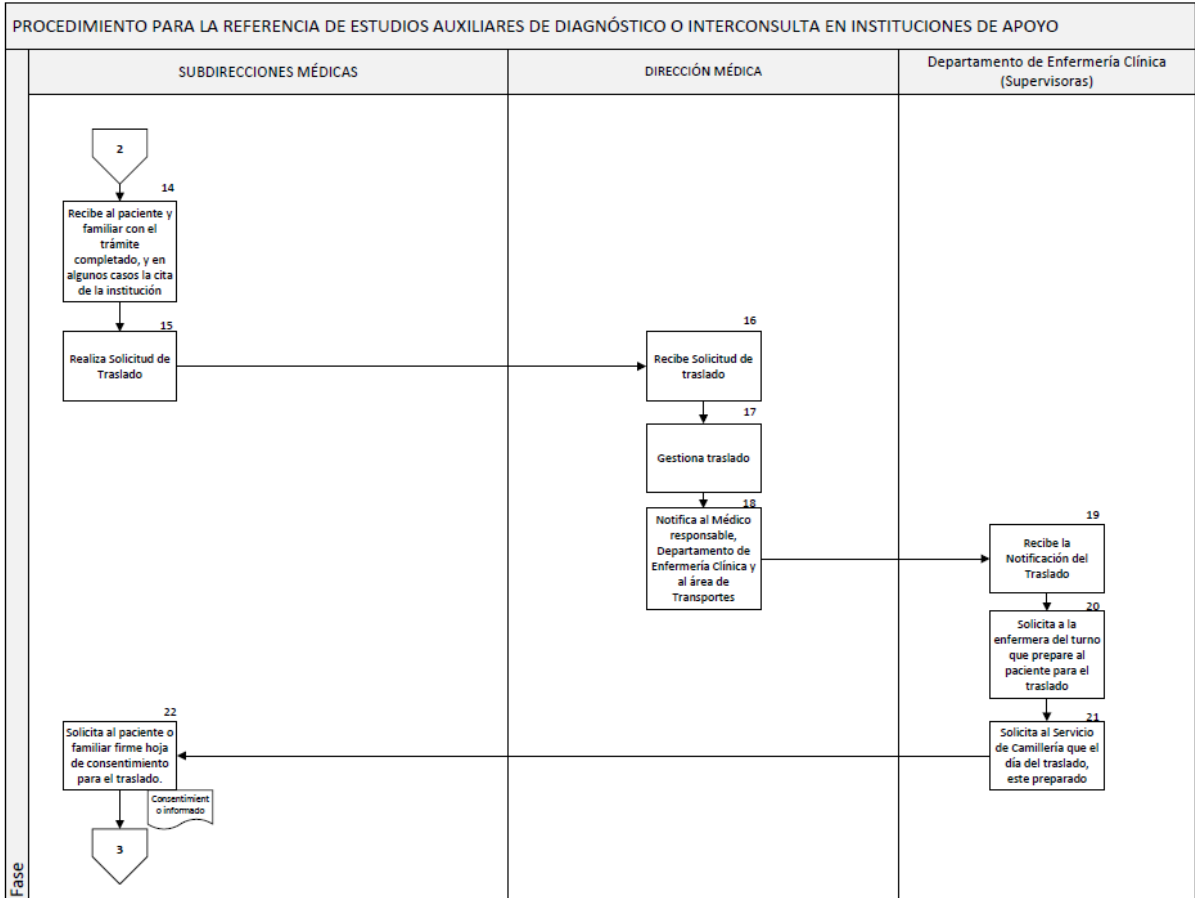 PROCEDIMIENTO PARA LA REFERENCIA DE ESTUDIOS AUXILIARES DE DIAGNÓSTICO O INTERCONSULTA EN INSTITUCIONES DE APOYO
SUBDIRECCIONES MÉDICAS
DIRECCIÓN MÉDICA
Departamento de Enfermería Clínica
(Supervisoras)
2
14
Recibe al paciente y
familiar con el
trámite
completado, y en
algunos casos la cita
de la institución
15
Realiza Solicitud de
Traslado
16
Recibe Solicitud de
traslado
17
Gestiona traslado
18
Notifica al Médico
responsable,
Departamento de
Enfermería Clínica y
al área de
Transportes
19
Recibe la
Notificación del
Traslado
20
Solicita a la
enfermera del turno
que prepare al
paciente para el
traslado
21
Solicita al Servicio
de Camillería que el
día del traslado,
este preparado
22
Solicita al paciente o
familiar firme hoja
de consentimiento
para el traslado.
Consentimient
o informado
3
Fase